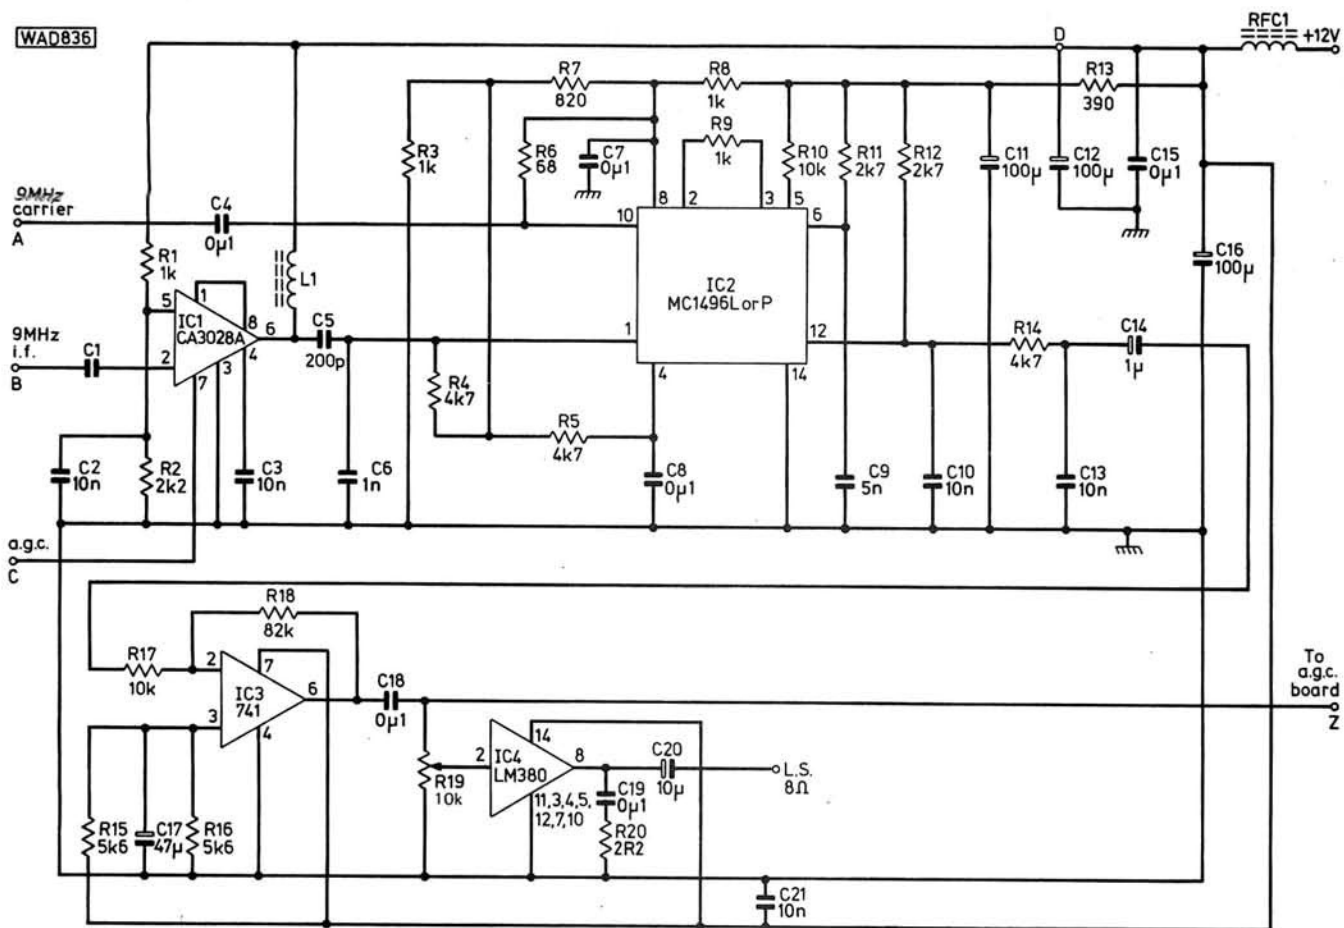 WAD836
RFC1
+12V
D
R7
820
R8
1k
R13
390
R3
1k
R6
68
C7
0µ1
R9
1k
R10
10k
R11
2k7
R12
2k7
C11
100µ
C12
100µ
C15
0µ1
9MHz
carrier
A
C4
0µ1
8
2
3
5
10
6
R1
1k
L1
C16
100µ
IC2
MC1496LorP
1
5
IC1
CA3028A
8
6
C5
200p
1
12
R14
4k7
C14
1µ
9MHz
i.f.
B
C1
2
4
3
7
4
14
R4
4k7
R5
4k7
C2
10n
R2
2k2
C3
10n
C6
1n
C8
0µ1
C9
5n
C10
10n
C13
10n
a.g.c.
C
R18
82k
R17
10k
2
7
IC3
741
6
3
4
C18
0µ1
To
a.g.c.
board
Z
14
2
IC4
LM380
8
R19
10k
11,3,4,5,
12,7,10
C20
10µ
L.S.
8Ω
C19
0µ1
R20
2R2
R15
5k6
C17
47µ
R16
5k6
C21
10n